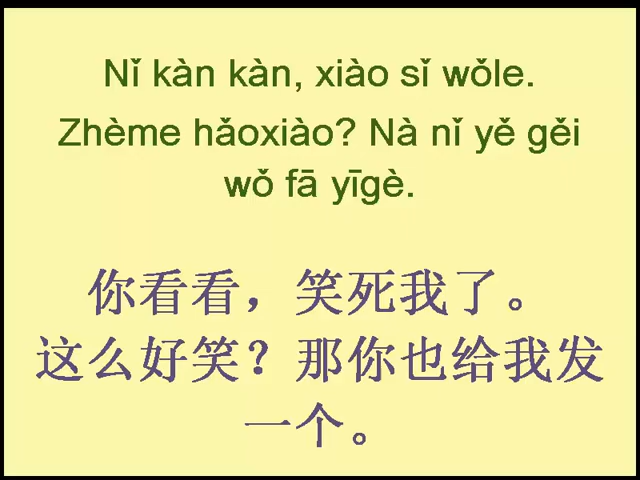 Nǐ kàn kàn, xiào sǐ wǒle.
Zhème hǎoxiào? Nà nǐ yě gěi
wǒ fā yīgè.
你看看，笑死我了。
这么好笑？那你也给我发
一个。